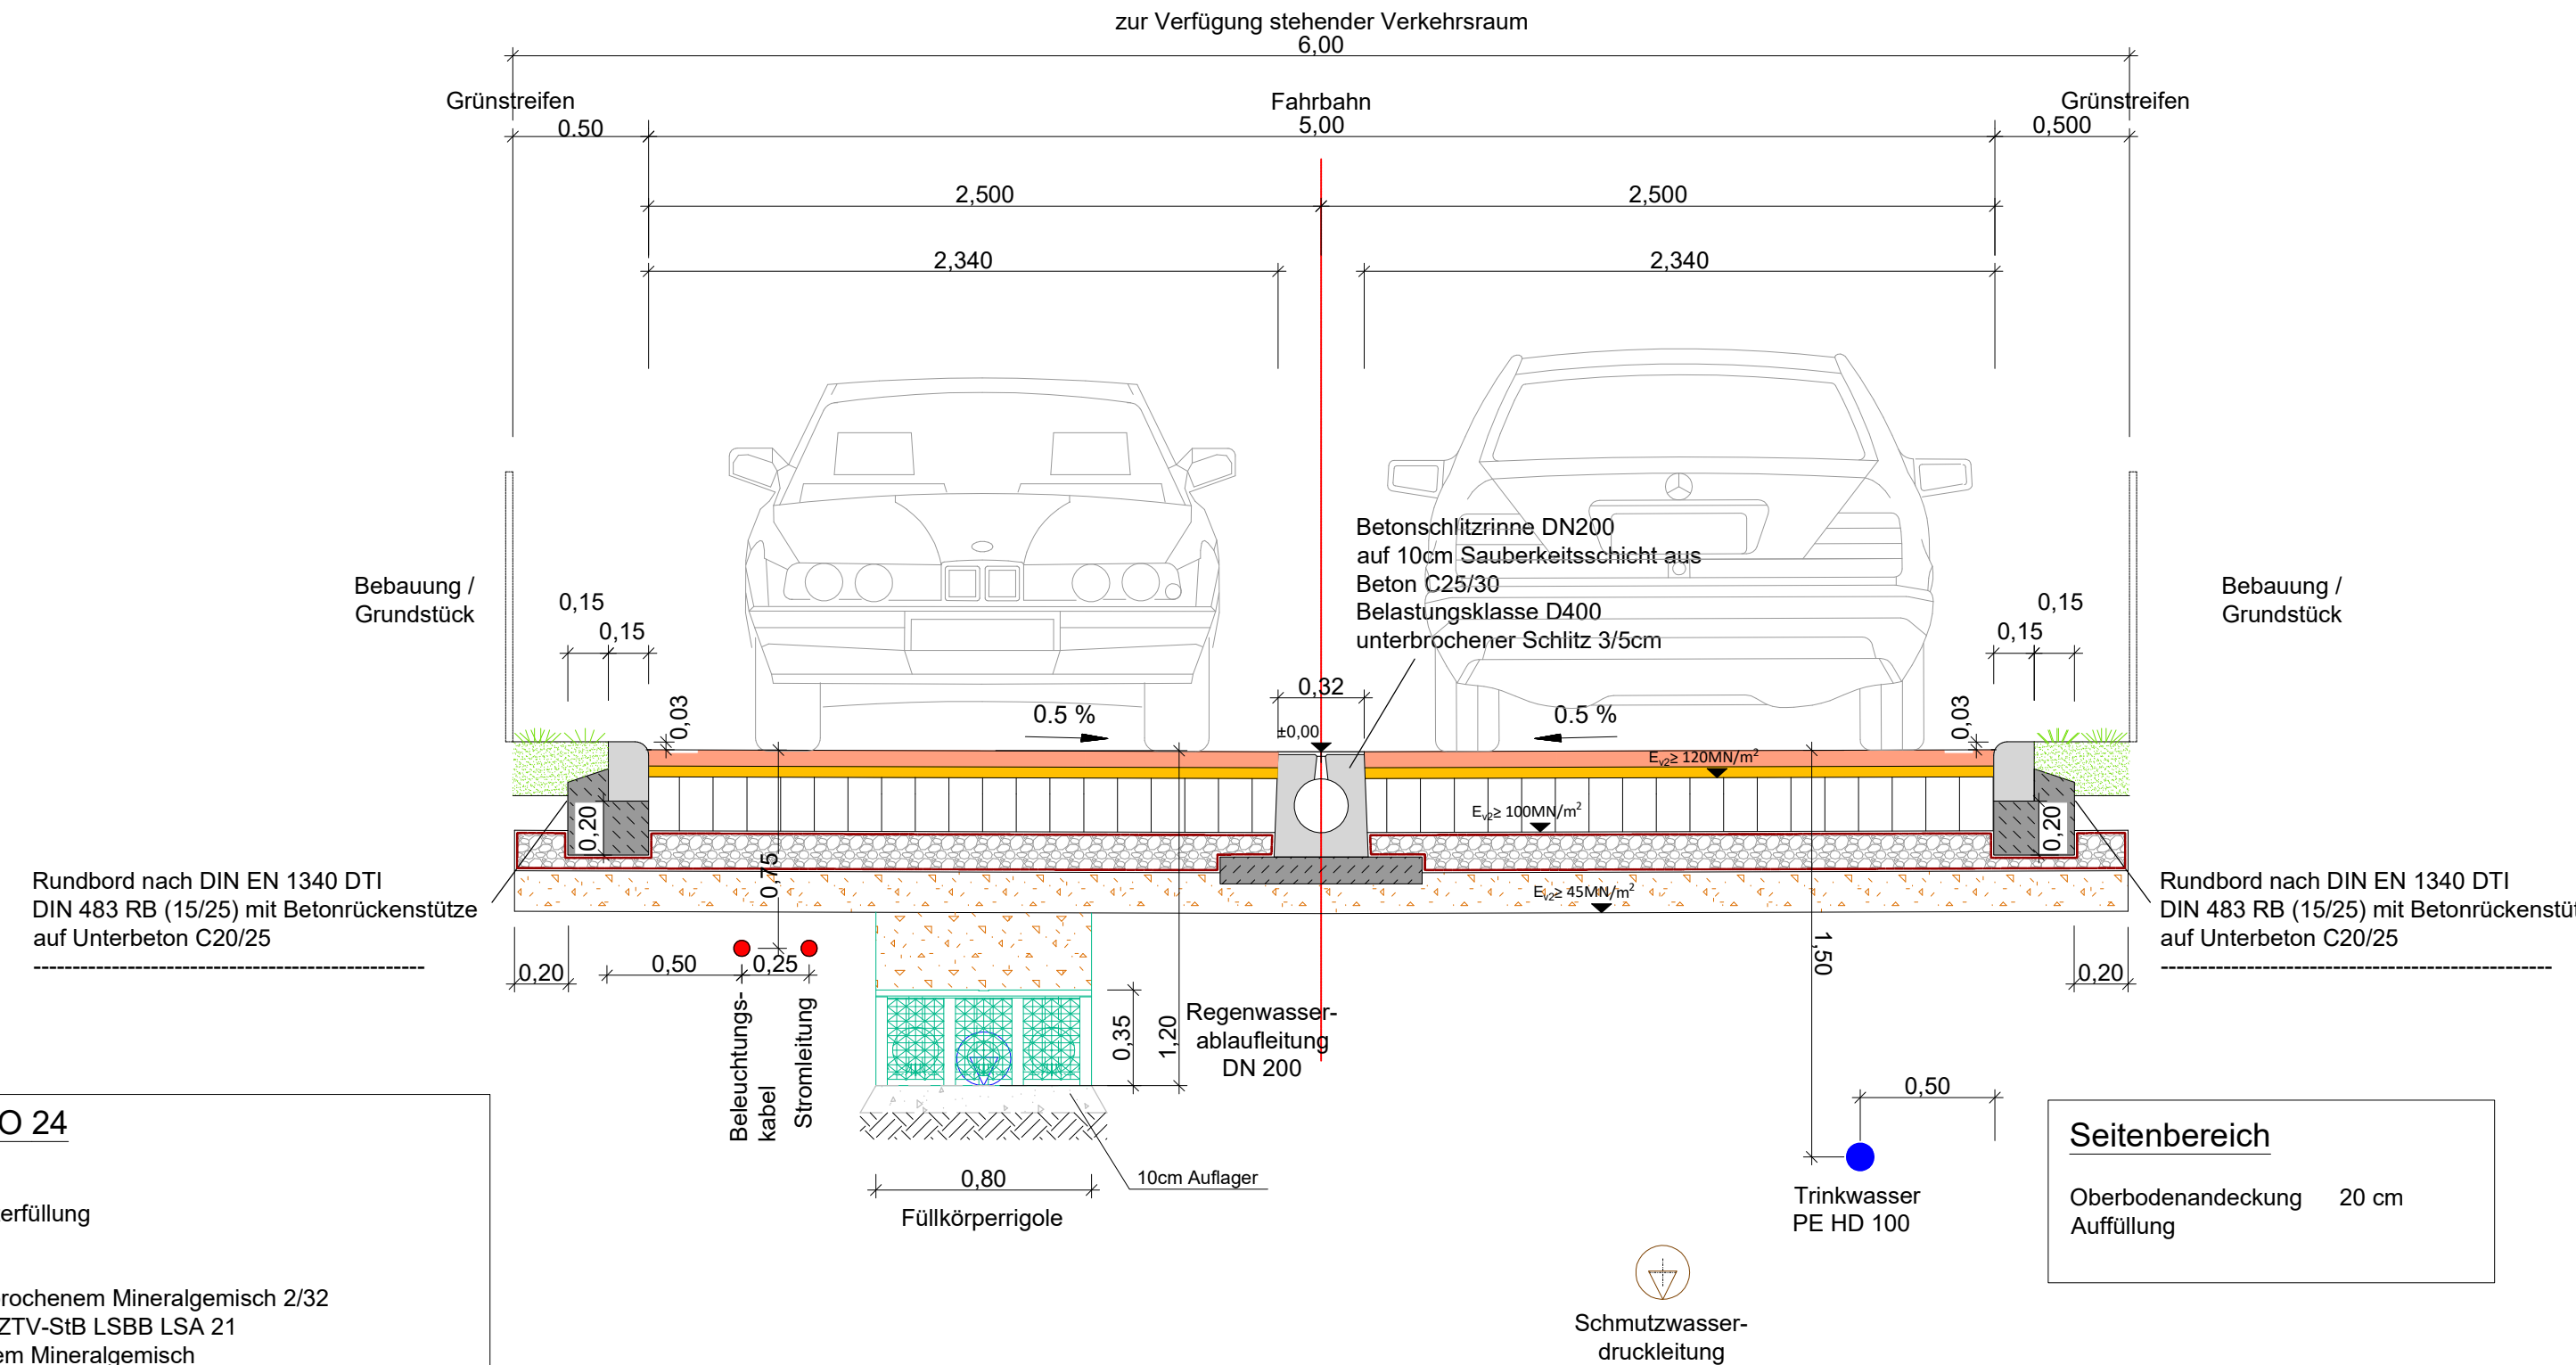 zur Verfügung stehender Verkehrsraum
6,00
Grünstreifen
Fahrbahn
Grünstreifen
0.50
5,00
0,500
2,500
2,500
2,340
2,340
Betonschlitzrinne DN200
auf 10cm Sauberkeitsschicht aus
Beton C25/30
Belastungsklasse D400
unterbrochener Schlitz 3/5cm
Bebauung /
Grundstück
Bebauung /
Grundstück
0,15
0,15
0,15
0,15
0,32
0,03
0.5 %
±0,00
0.5 %
0,03
Ev2≥ 120MN/m²
Ev2≥ 100MN/m²
Ev2≥ 45MN/m²
0,20
0,20
0,75
Rundbord nach DIN EN 1340 DTI
DIN 483 RB (15/25) mit Betonrückenstütze
auf Unterbeton C20/25
Rundbord nach DIN EN 1340 DTI
DIN 483 RB (15/25) mit Betonrückenstüt
auf Unterbeton C20/25
0,20
0,50
0,25
1,50
0,20
Beleuchtungs-
kabel
Stromleitung
0,35
1,20
Regenwasser-
ablaufleitung
DN 200
0,50
10cm Auflager
0,80
Füllkörperrigole
Trinkwasser
PE HD 100
Schmutzwasser-
druckleitung
O 24
erfüllung
rochenem Mineralgemisch 2/32
ZTV-StB LSBB LSA 21
em Mineralgemisch
Seitenbereich
Oberbodenandeckung 20 cm
Auffüllung